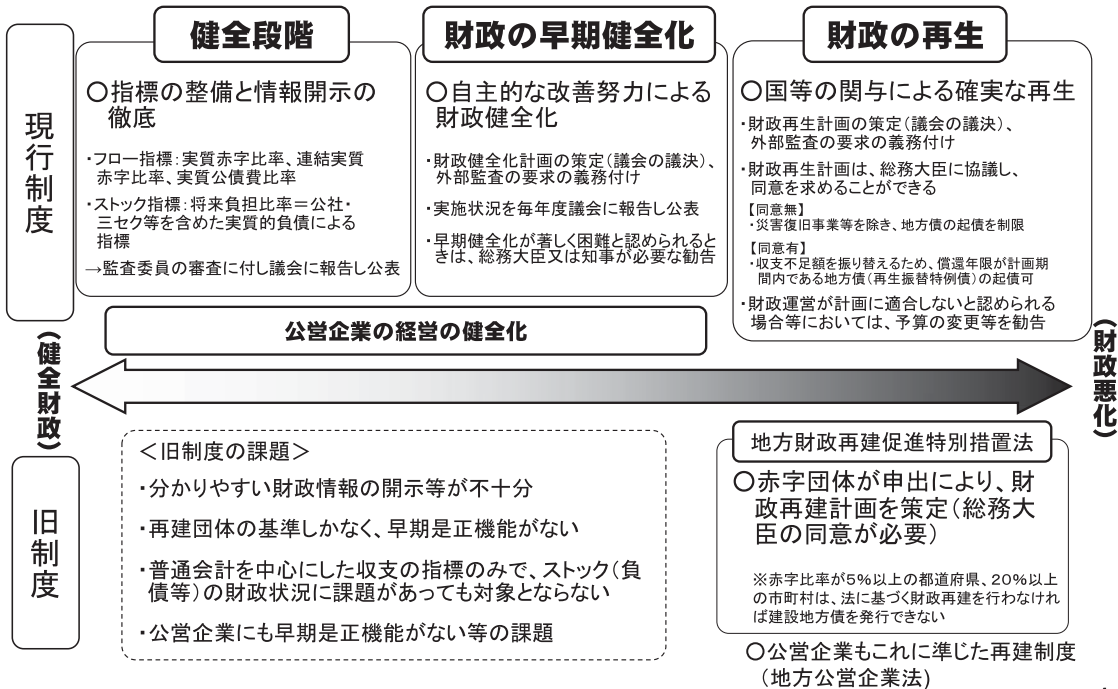 現行制度
健全段階
〇指標の整備と情報開示の
徹底
・フロー指標:実質赤字比率、連結実質
赤字比率、実質公債費比率
・ストック指標:将来負担比率=公社・
三セク等を含めた実質的負債による
指標
→監査委員の審査に付し議会に報告し公表
財政の早期健全化
〇自主的な改善努力による
財政健全化
・財政健全化計画の策定(議会の議決)、
外部監査の要求の義務付け
・実施状況を毎年度議会に報告し公表
・早期健全化が著しく困難と認められると
きは、総務大臣又は知事が必要な勧告
財政の再生
〇国等の関与による確実な再生
・財政再生計画の策定(議会の議決)、
外部監査の要求の義務付け
・財政再生計画は、総務大臣に協議し、
同意を求めることができる
【同意無】
・災害復旧事業等を除き、地方債の起債を制限
【同意有】
・収支不足額を振り替えるため、償還年限が計画期
間内である地方債(再生振替特例債)の起債可
・財政運営が計画に適合しないと認められる
場合等においては、予算の変更等を勧告
公営企業の経営の健全化
(健全財政)
(財政悪化)
旧制度
<旧制度の課題>
・分かりやすい財政情報の開示等が不十分
・再建団体の基準しかなく、早期是正機能がない
・普通会計を中心にした収支の指標のみで、ストック(負
債等)の財政状況に課題があっても対象とならない
・公営企業にも早期是正機能がない等の課題
地方財政再建促進特別措置法
〇赤字団体が申出により、財
政再建計画を策定(総務大
臣の同意が必要)
※赤字比率が5%以上の都道府県、20%以上
の市町村は、法に基づく財政再建を行わなけれ
ば建設地方債を発行できない
〇公営企業もこれに準じた再建制度
(地方公営企業法)